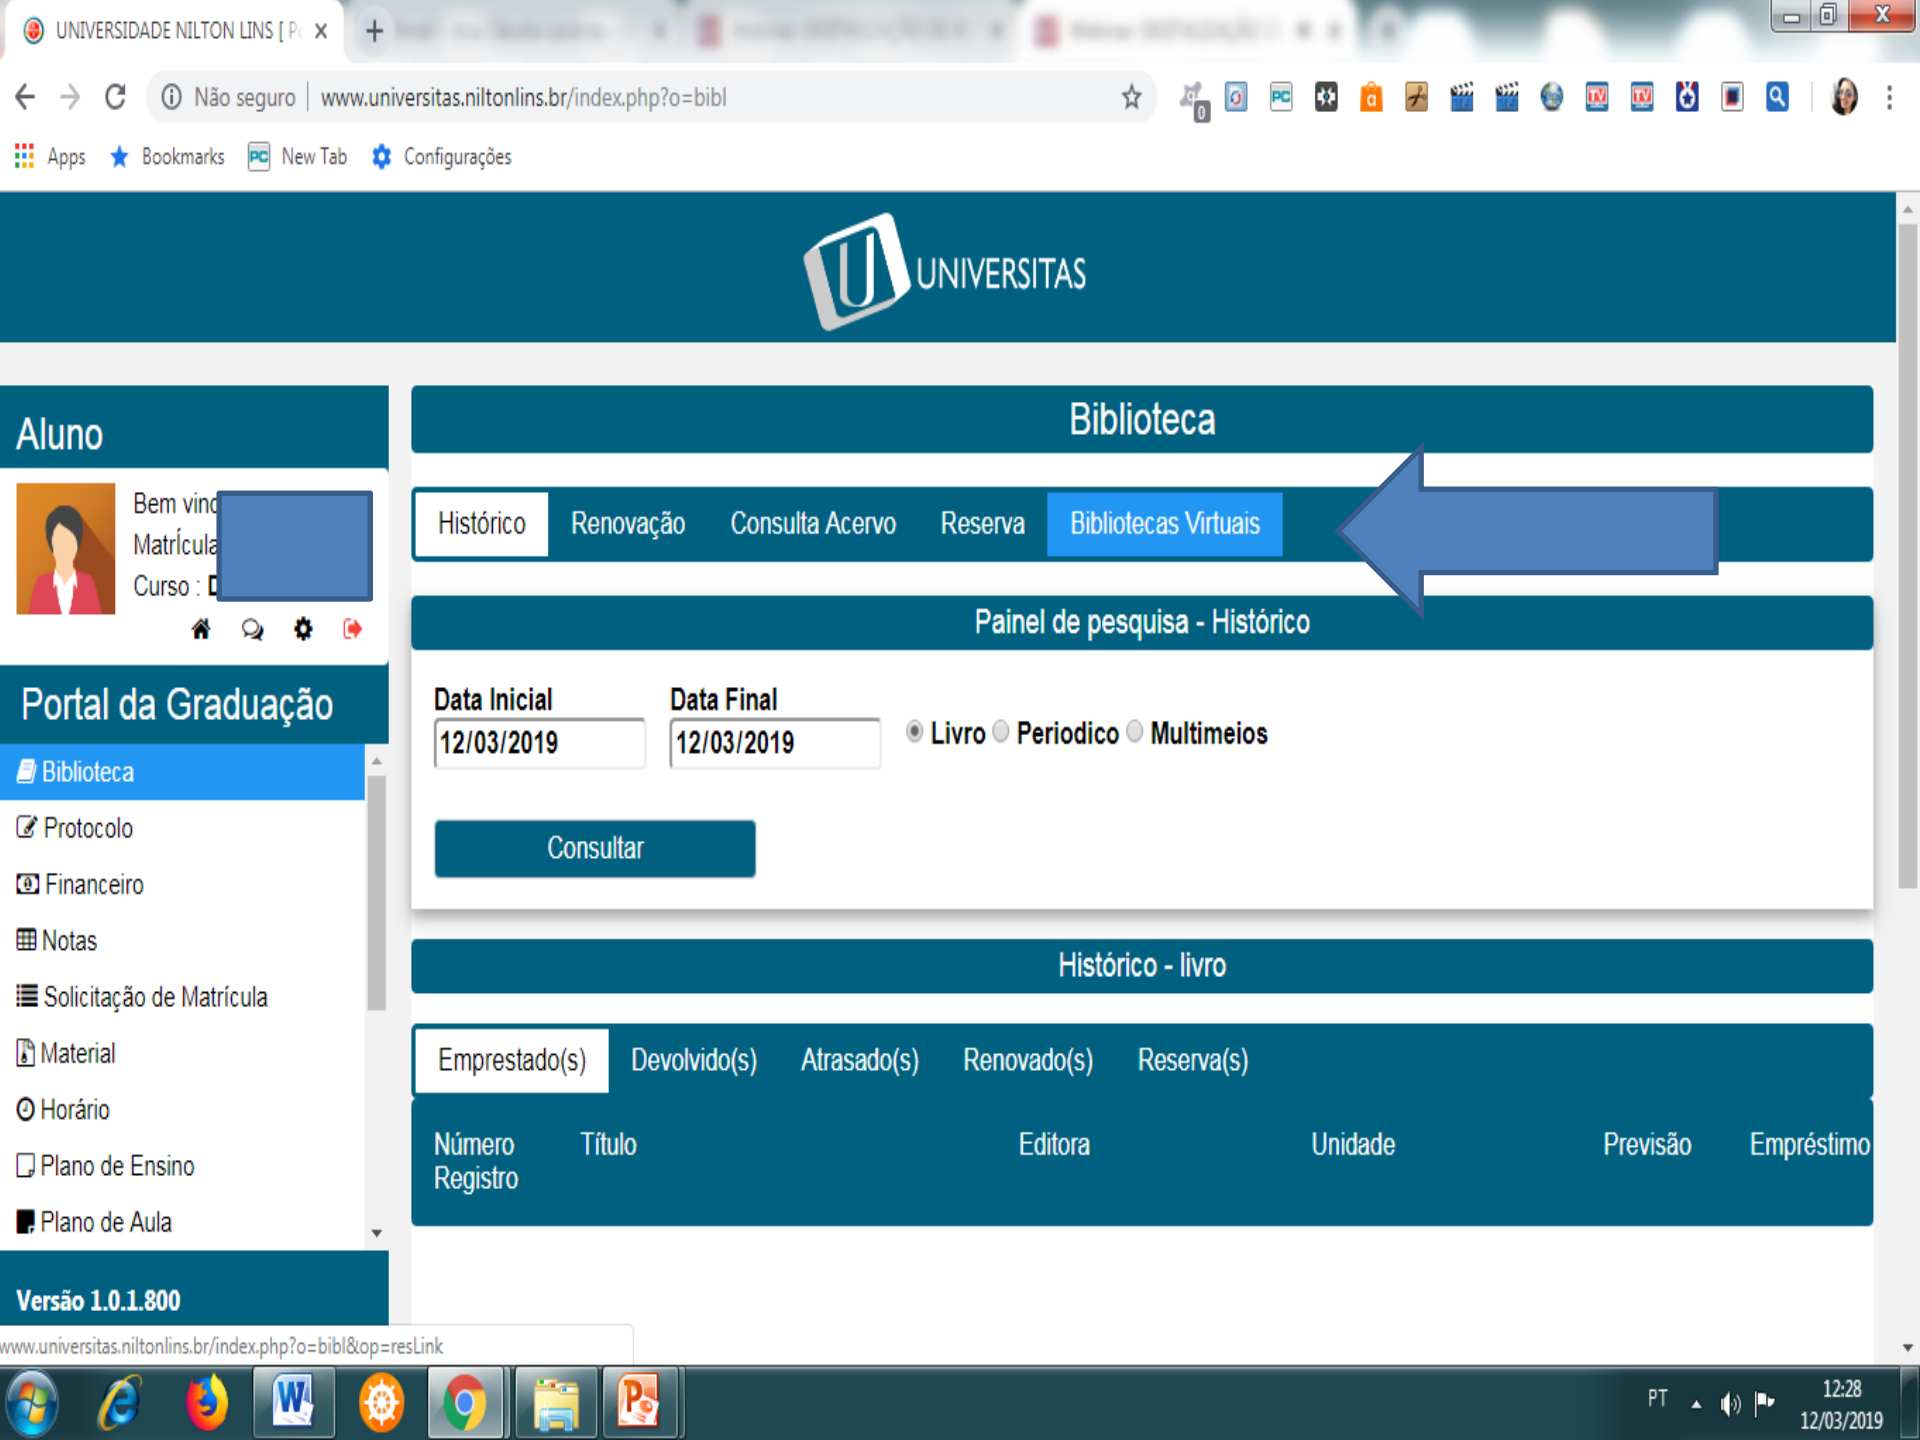 UNIVERSIDADE NILTON LINS [ P
Não seguro | www.universitas.niltonlins.br/index.php?o=bibl
Apps Bookmarks New Tab Configurações
UNIVERSITAS
Aluno
Bem vinc
Matrícula
Curso :
Portal da Graduação
Biblioteca
Protocolo
Financeiro
Notas
Solicitação de Matrícula
Material
Horário
Plano de Ensino
Plano de Aula
Versão 1.0.1.800
Biblioteca
Histórico Renovação Consulta Acervo Reserva Bibliotecas Virtuais
Painel de pesquisa - Histórico
Data Inicial Data Final
12/03/2019 12/03/2019 Livro Periodico Multimeios
Consultar
Histórico - livro
Emprestado(s) Devolvido(s) Atrasado(s) Renovado(s) Reserva(s)
Número Registro Título Editora Unidade Previsão Empréstimo
www.universitas.niltonlins.br/index.php?o=bibl&op=resLink
PT 12:28
12/03/2019